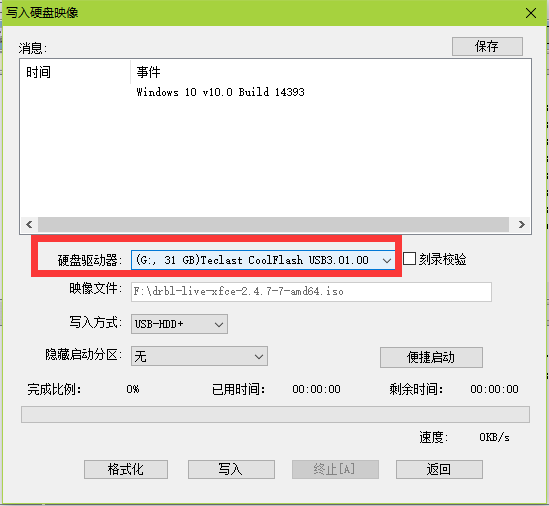 写入硬盘映像
消息:
保存
时间 事件
Windows 10 v10.0 Build 14393
硬盘驱动器: (G:, 31 GB)Teclast CoolFlash USB3.01.00 刻录校验
映像文件: F:\drbl-live-xfce-2.4.7-7-amd64.iso
写入方式: USB-HDD+
隐藏启动分区: 无 便捷启动
完成比例: 0% 已用时间: 00:00:00 剩余时间: 00:00:00
速度: 0KB/s
格式化 写入 终止[A] 返回